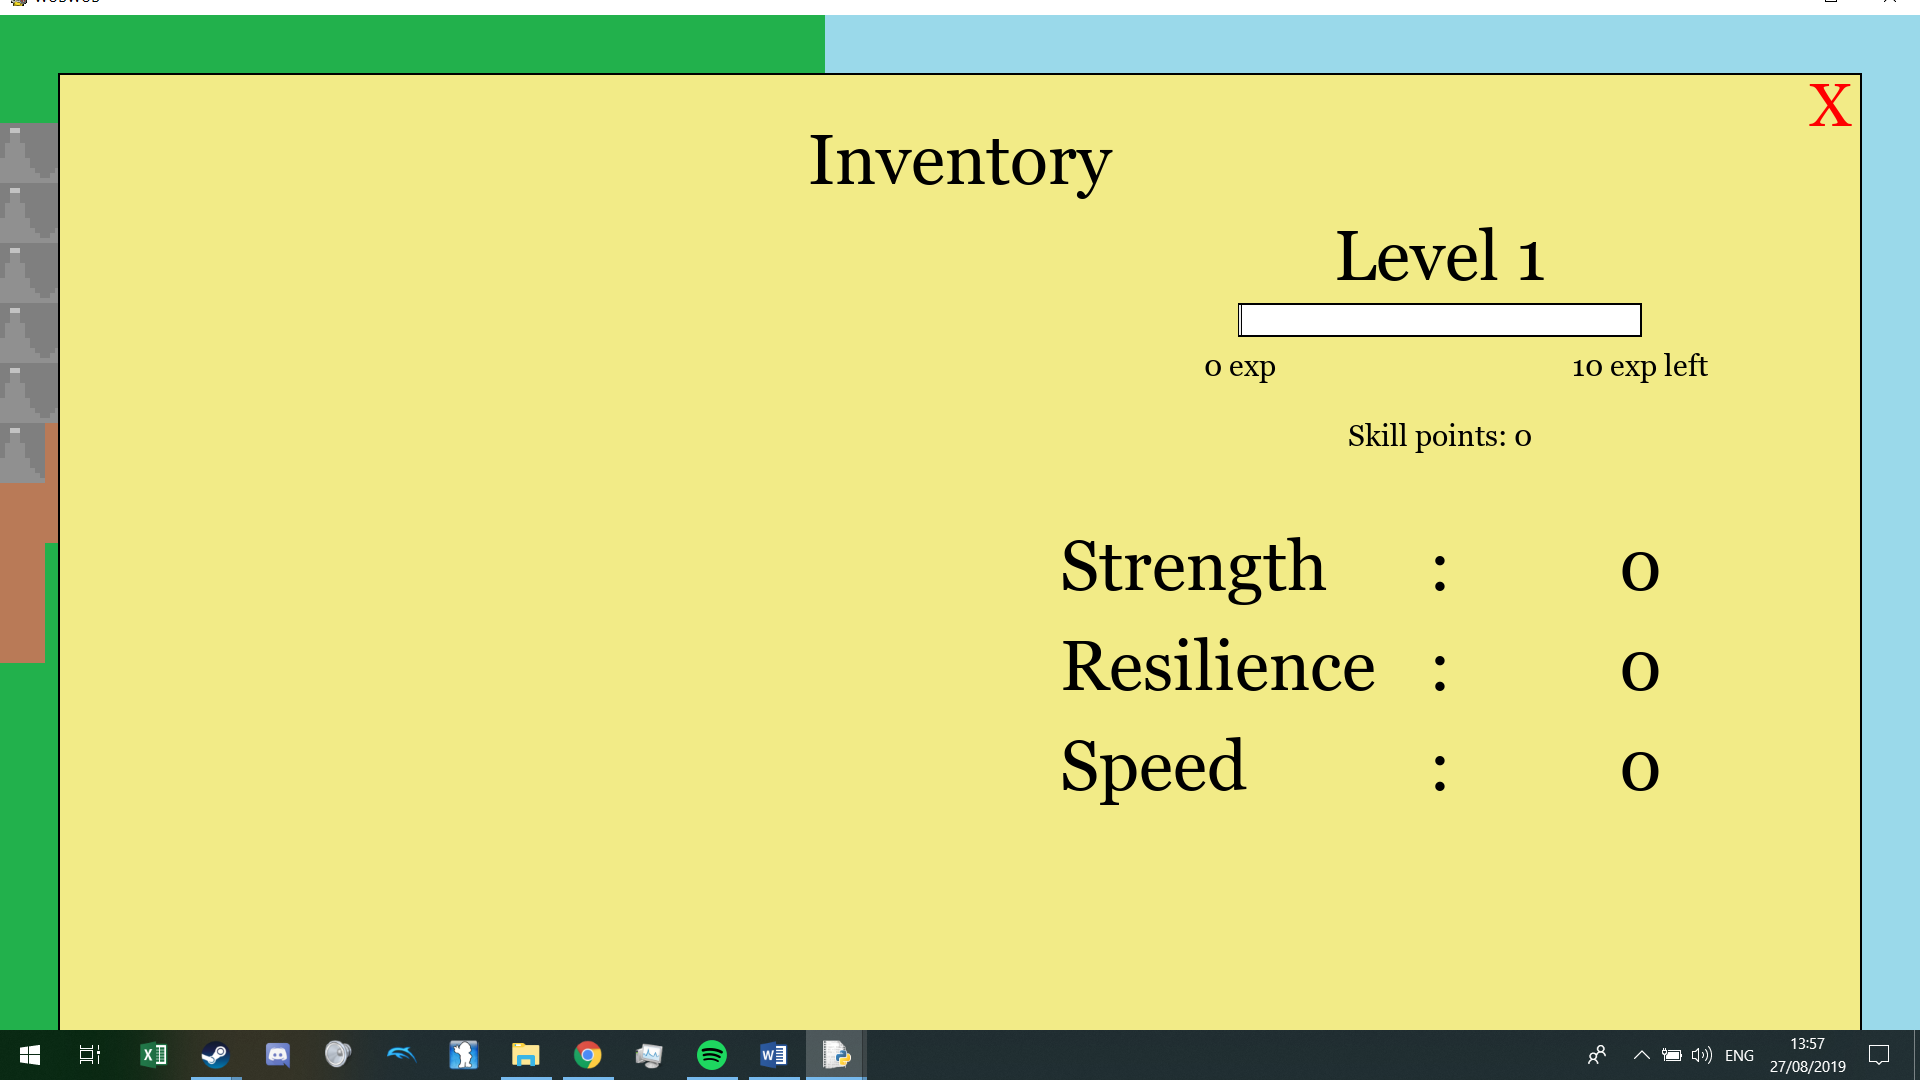 X
Inventory
Level 1
0 exp 10 exp left
Skill points: 0
Strength : 0
Resilience : 0
Speed : 0
ENG
13:57
27/08/2019